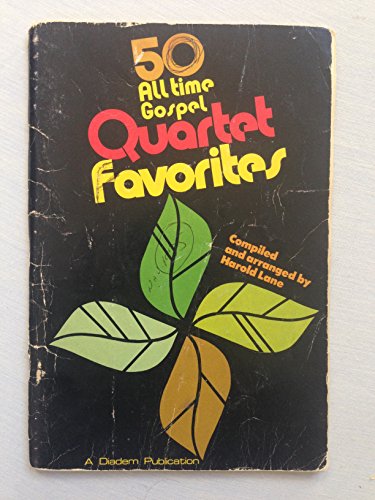 50
All time
Gospel
Quartet
Favorites
Compiled
and arranged by
Harold Lane
A Diadem Publication